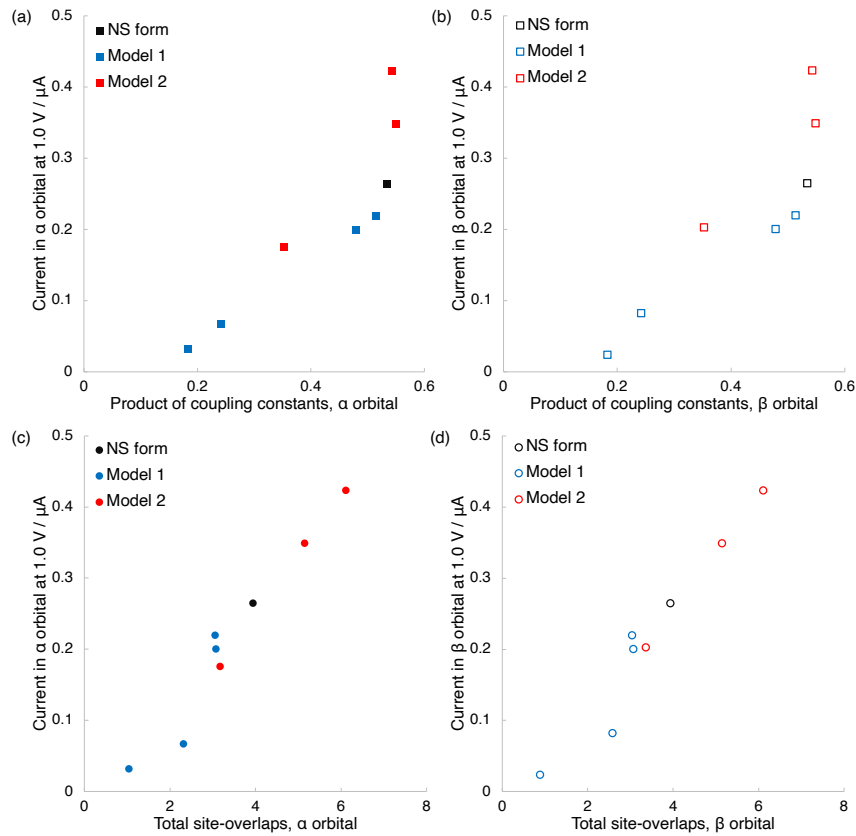 (a)
NS form
Model 1
Model 2
Current in α orbital at 1.0 V / μA
0.5
0.4
0.3
0.2
0.1
0
0
0.2
0.4
0.6
Product of coupling constants, α orbital
(b)
NS form
Model 1
Model 2
Current in β orbital at 1.0 V / μA
0.5
0.4
0.3
0.2
0.1
0
0
0.2
0.4
0.6
Product of coupling constants, β orbital
(c)
NS form
Model 1
Model 2
Current in α orbital at 1.0 V / μA
0.5
0.4
0.3
0.2
0.1
0
0
2
4
6
8
Total site-overlaps, α orbital
(d)
NS form
Model 1
Model 2
Current in β orbital at 1.0 V / μA
0.5
0.4
0.3
0.2
0.1
0
0
2
4
6
8
Total site-overlaps, β orbital